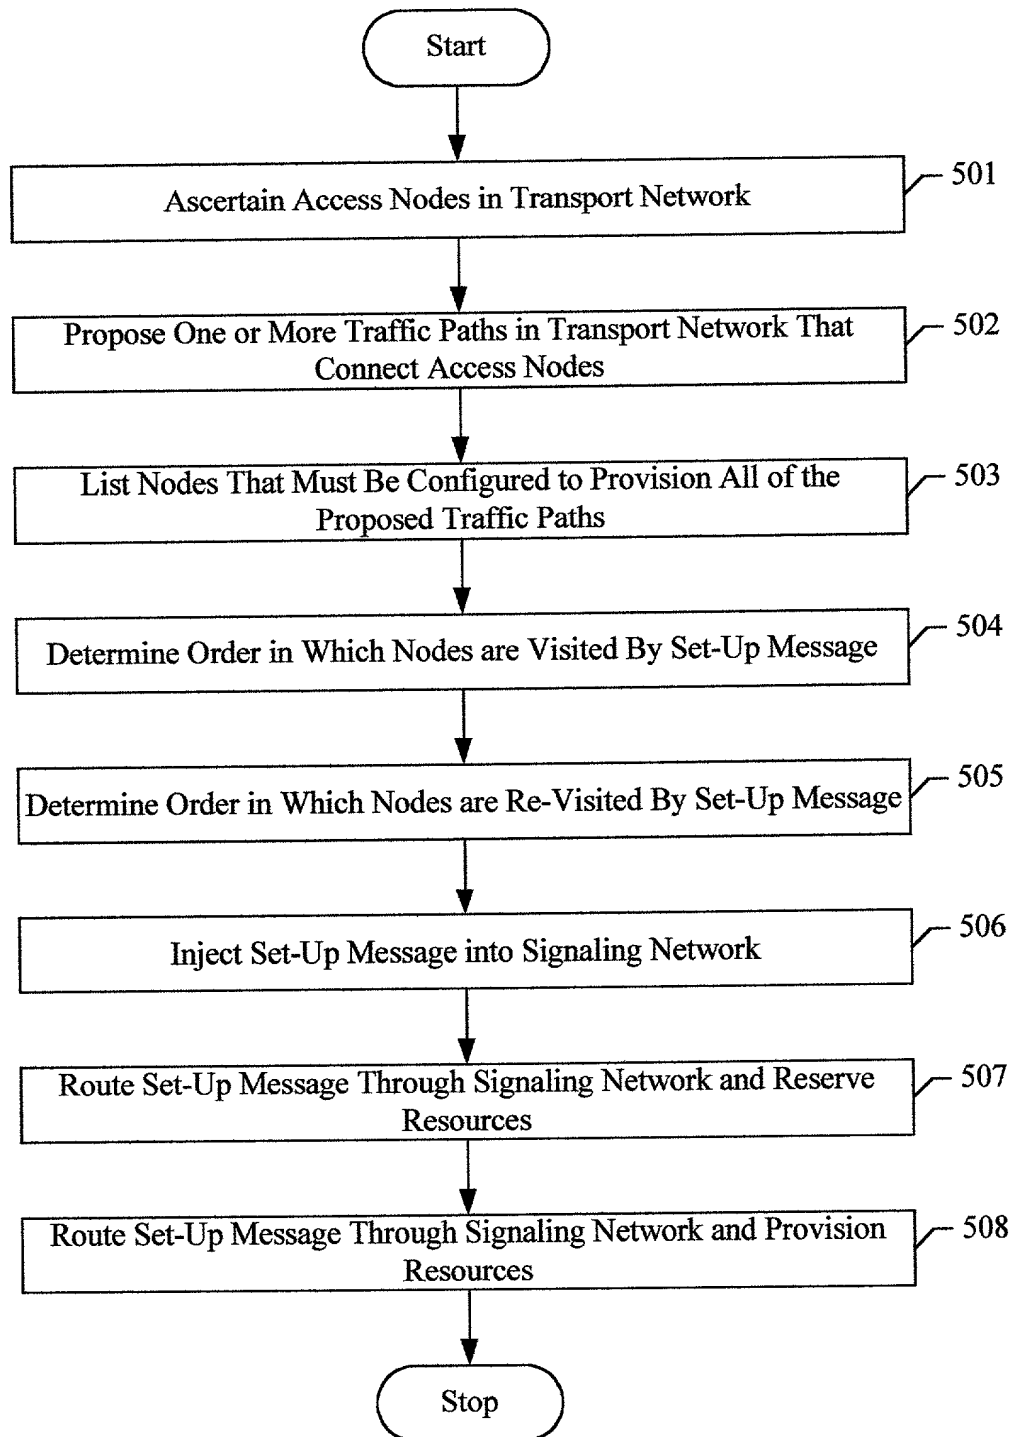 Start
Ascertain Access Nodes in Transport Network
501
Propose One or More Traffic Paths in Transport Network That
Connect Access Nodes
502
List Nodes That Must Be Configured to Provision All of the
Proposed Traffic Paths
503
Determine Order in Which Nodes are Visited By Set-Up Message
504
Determine Order in Which Nodes are Re-Visited By Set-Up Message
505
Inject Set-Up Message into Signaling Network
506
Route Set-Up Message Through Signaling Network and Reserve
Resources
507
Route Set-Up Message Through Signaling Network and Provision
Resources
508
Stop